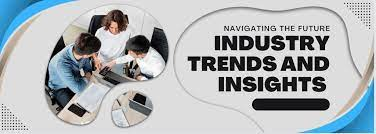 NAVIGATING THE FUTURE
INDUSTRY
TRENDS AND
INSIGHTS